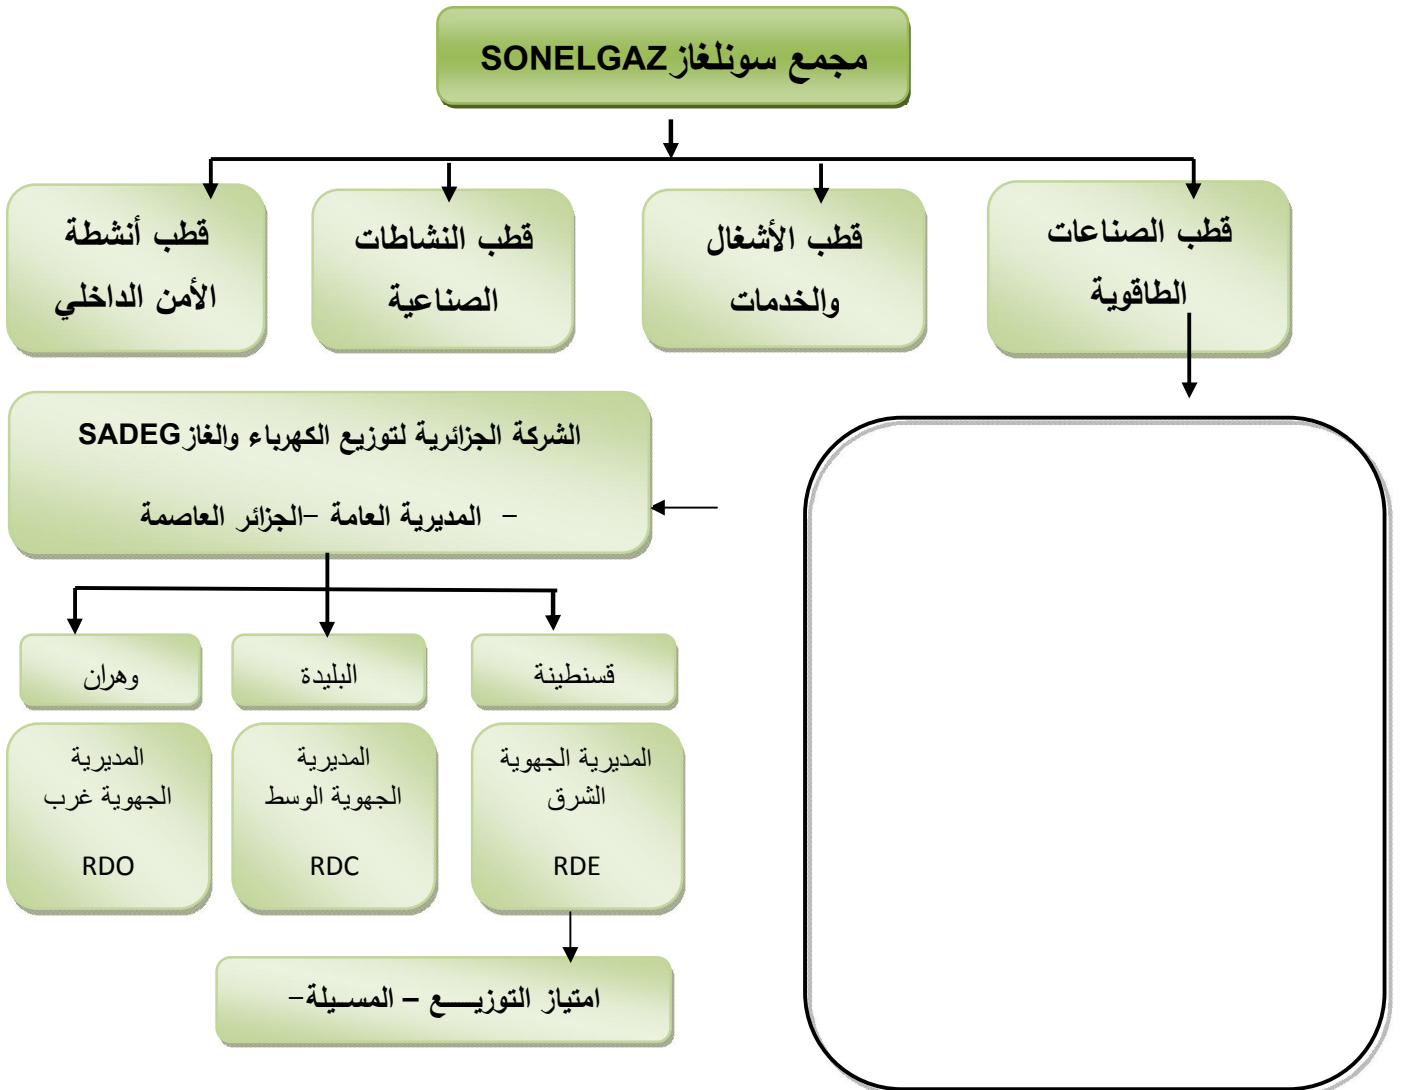 مجمع سونلغاز SONELGAZ
قطب الصناعات
الطاقوية
قطب الأشغال
والخدمات
قطب النشاطات
الصناعية
قطب أنشطة
الأمن الداخلي
الشركة الجزائرية لتوزيع الكهرباء والغاز SADEG
- المديرية العامة -الجزائر العاصمة
قسنطينة
البليدة
وهران
المديرية الجهوية
الشرق
RDE
المديرية
الجهوية الوسط
RDC
المديرية
الجهوية غرب
RDO
امتياز التوزيــــع – المسـيلة-